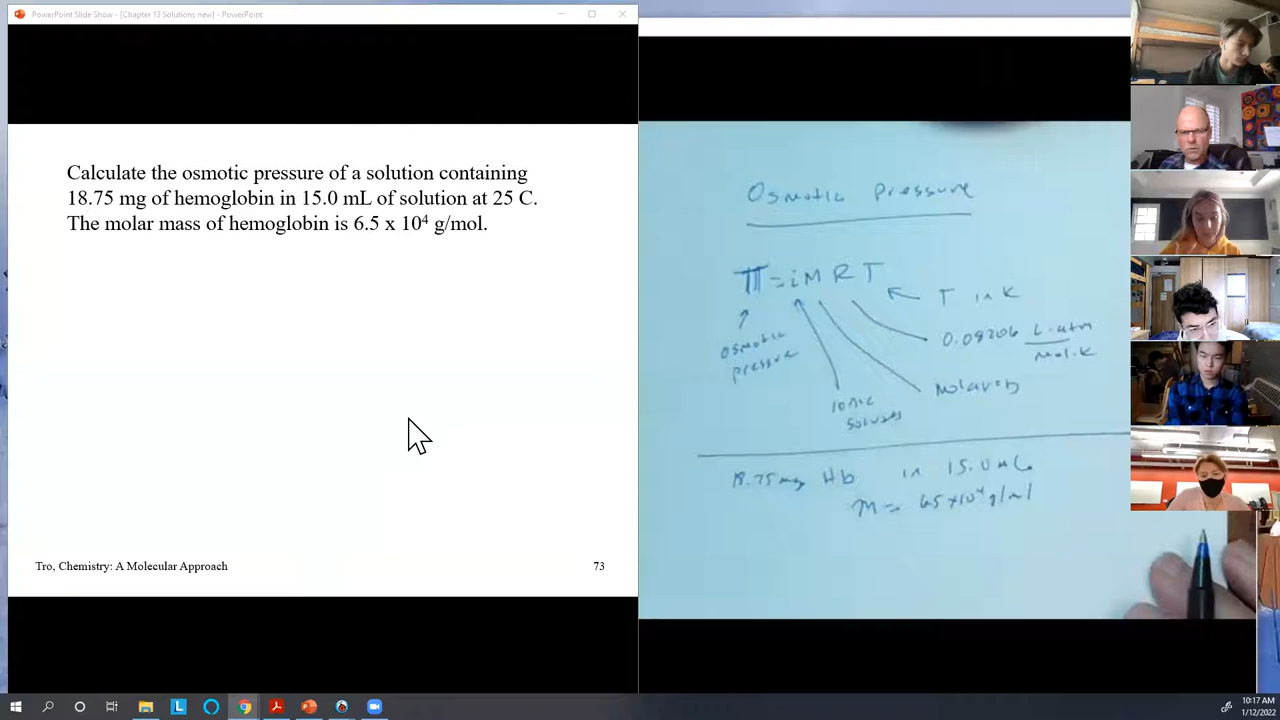 PowerPoint Slide Show - [Chapter 13 Solutions new] - PowerPoint
Calculate the osmotic pressure of a solution containing
18.75 mg of hemoglobin in 15.0 mL of solution at 25 C.
The molar mass of hemoglobin is 6.5 x 10⁴ g/mol.
Tro, Chemistry: A Molecular Approach
73
Osmotic Pressure
π = i M R T
T in K
0.08206 L·atm
mol·K
osmotic
pressure
molarity
ionic
solutes
18.75 mg Hb in 15.0 mL
M = 6.5 x 10⁴ g/mol
10:17 AM
1/12/2022